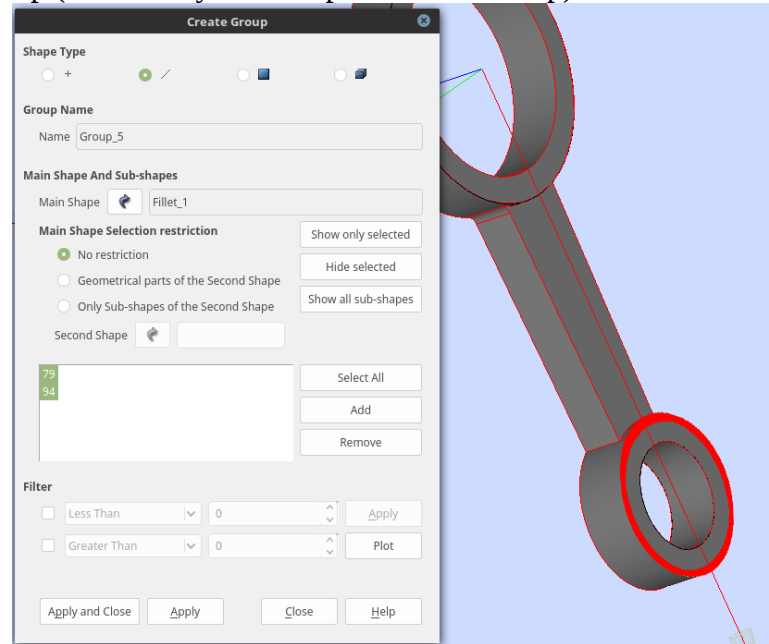 Create Group
Shape Type
Group Name
Name Group_5
Main Shape And Sub-shapes
Main Shape Fillet_1
Main Shape Selection restriction
No restriction
Geometrical parts of the Second Shape
Only Sub-shapes of the Second Shape
Second Shape
Show only selected
Hide selected
Show all sub-shapes
79
94
Select All
Add
Remove
Filter
Less Than 0 Apply
Greater Than 0 Plot
Apply and Close Apply Close Help